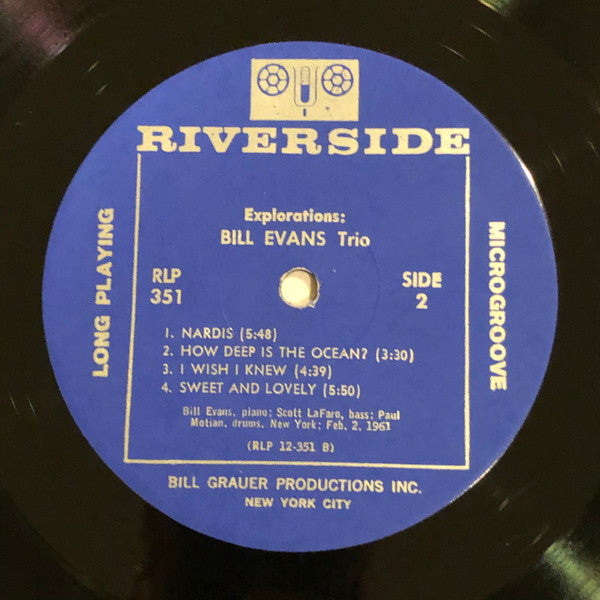 RIVERSIDE
Explorations:
BILL EVANS Trio
RLP
351
SIDE
2
LONG PLAYING
MICROGROOVE
1. NARDIS (5:48)
2. HOW DEEP IS THE OCEAN? (3:30)
3. I WISH I KNEW (4:39)
4. SWEET AND LOVELY (5:50)
Bill Evans, piano; Scott LaFaro, bass; Paul
Motian, drums, New York; Feb. 2, 1961
(RLP 12-351 B)
BILL GRAUER PRODUCTIONS INC.
NEW YORK CITY